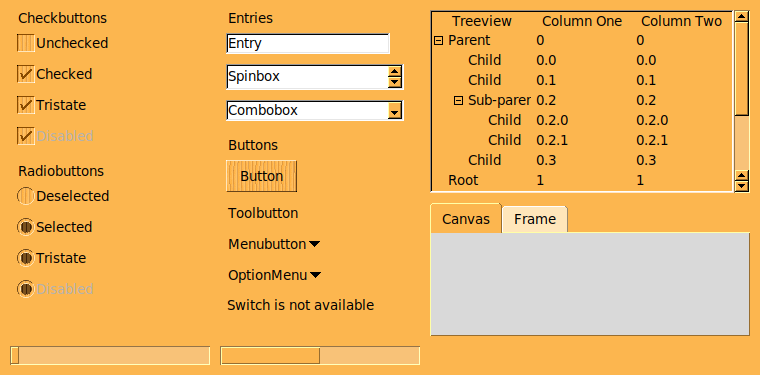 Checkbuttons
Unchecked
Checked
Tristate
Disabled
Radiobuttons
Deselected
Selected
Tristate
Disabled
Entries
Entry
Spinbox
Combobox
Buttons
Button
Toolbutton
Menubutton
OptionMenu
Switch is not available
Treeview Column One Column Two
Parent 0 0
Child 0.0 0.0
Child 0.1 0.1
Sub-parer 0.2 0.2
Child 0.2.0 0.2.0
Child 0.2.1 0.2.1
Child 0.3 0.3
Root 1 1
Canvas Frame